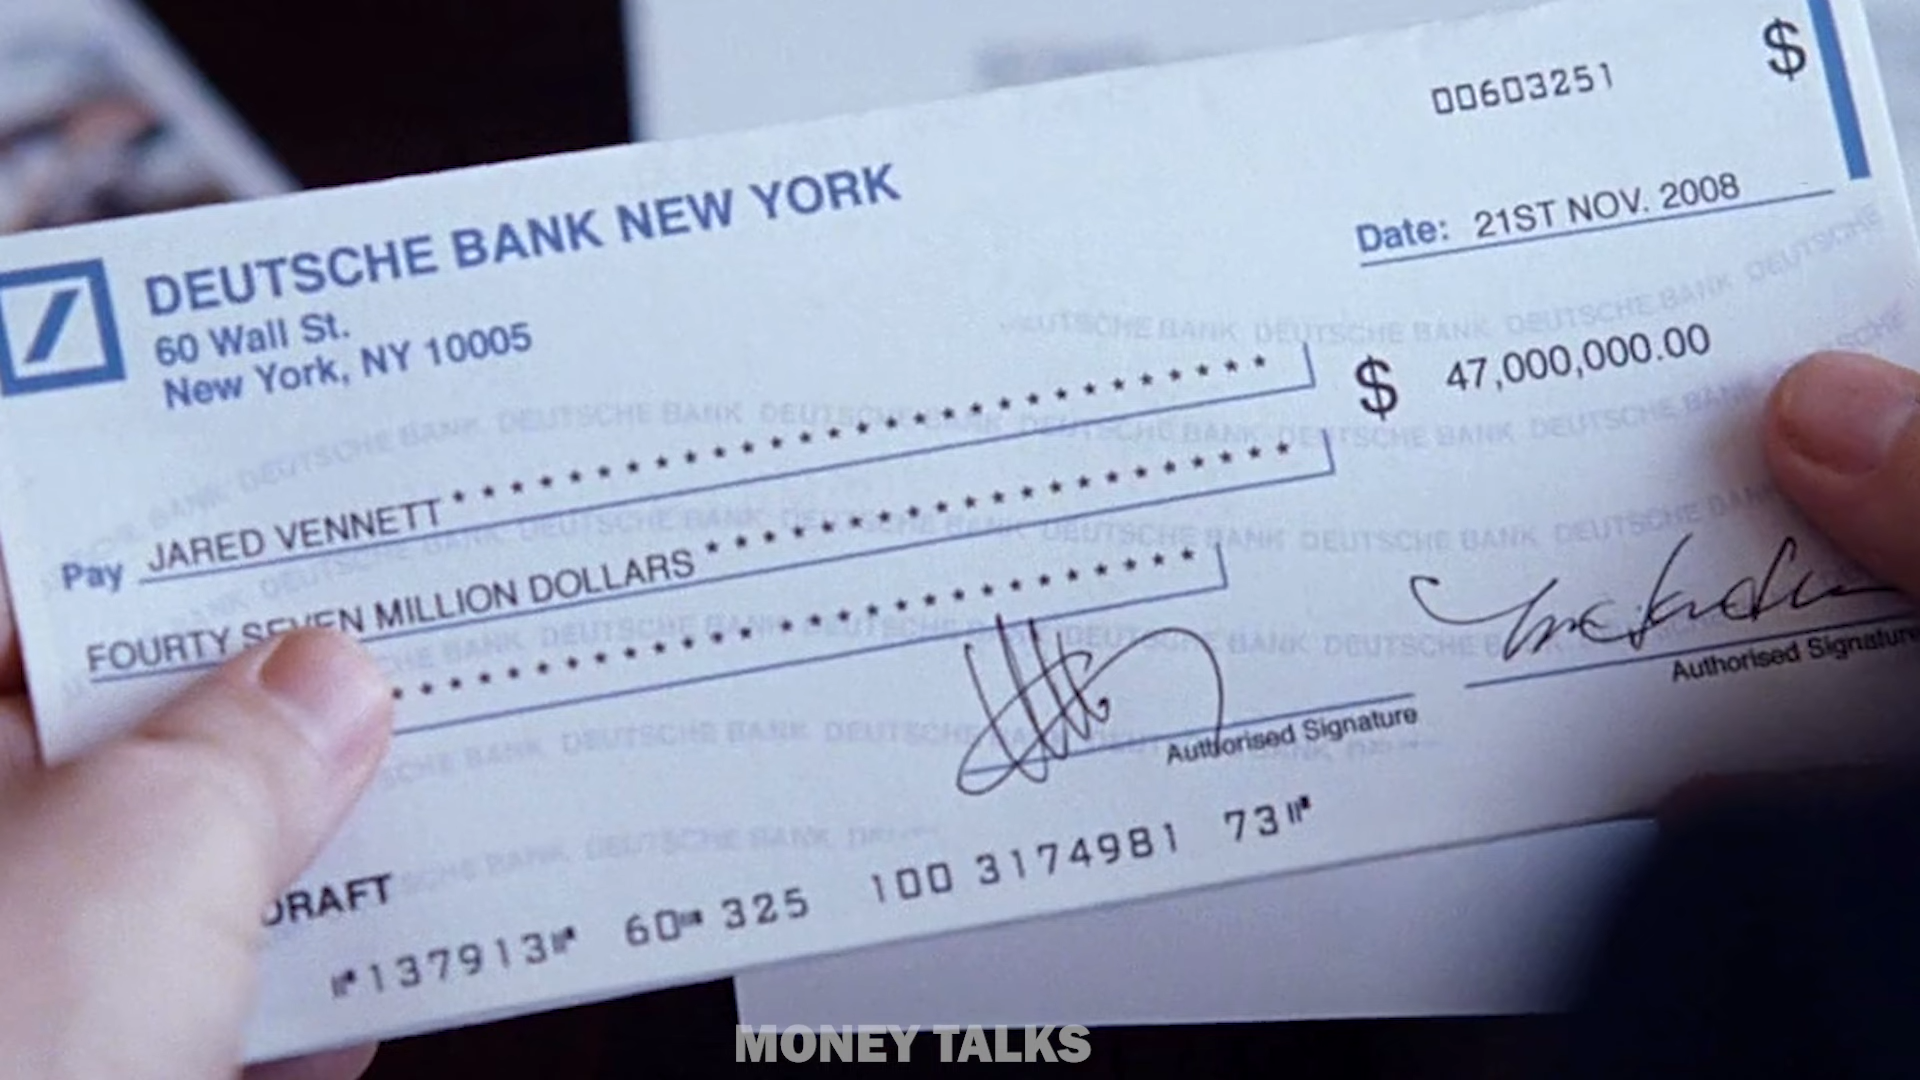 00603251 $
DEUTSCHE BANK NEW YORK
60 Wall St.
New York, NY 10005
Date: 21ST NOV. 2008
$ 47,000,000.00
Pay JARED VENNETT ****************************
FOURTY SEVEN MILLION DOLLARS *********************
*****************************
Authorised Signature
Authorised Signature
DRAFT
⑈137913⑈ 60⑉325 100 3174981 73⑈
MONEY TALKS